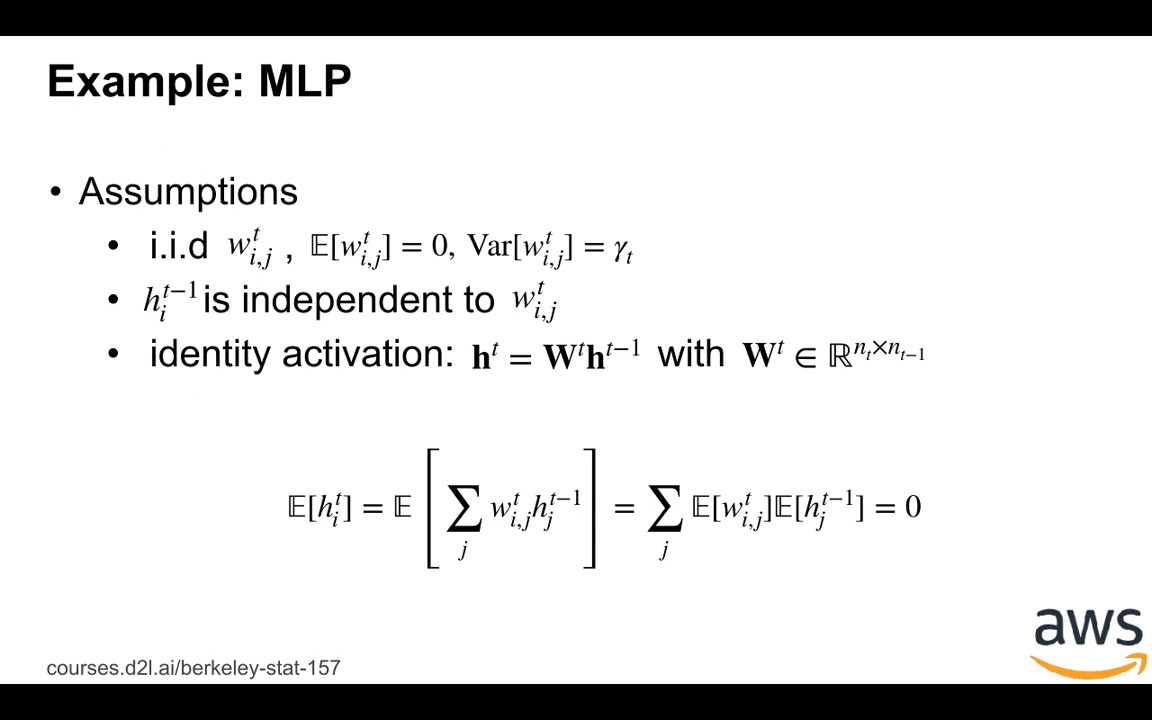 Example: MLP
• Assumptions
• i.i.d $w_{i,j}^t$ , $\mathbb{E}[w_{i,j}^t] = 0, \text{Var}[w_{i,j}^t] = \gamma_t$
• $h_i^{t-1}$ is independent to $w_{i,j}^t$
• identity activation: $\mathbf{h}^t = \mathbf{W}^t\mathbf{h}^{t-1}$ with $\mathbf{W}^t \in \mathbb{R}^{n_t \times n_{t-1}}$
$\mathbb{E}[h_i^t] = \mathbb{E}\left[\sum_j w_{i,j}^t h_j^{t-1}\right] = \sum_j \mathbb{E}[w_{i,j}^t]\mathbb{E}[h_j^{t-1}] = 0$
aws
courses.d2l.ai/berkeley-stat-157